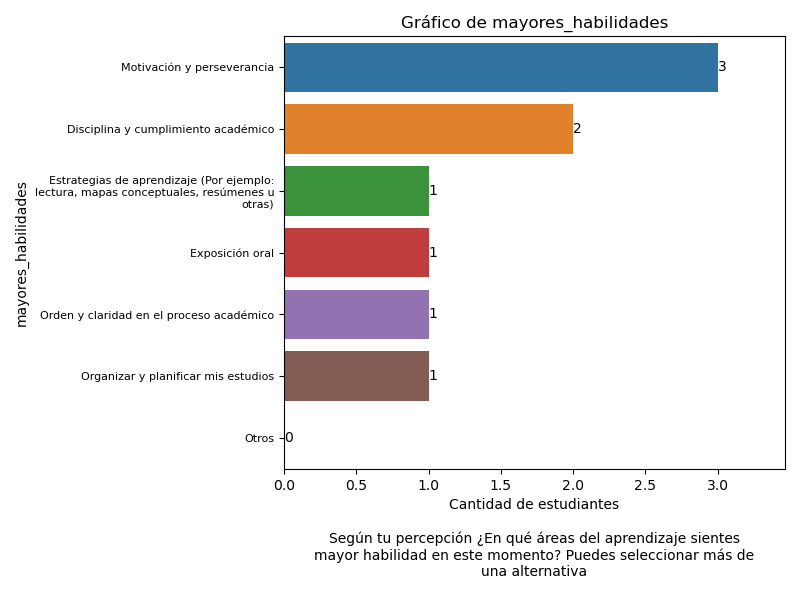 Gráfico de mayores_habilidades
mayores_habilidades
Motivación y perseverancia
3
Disciplina y cumplimiento académico
2
Estrategias de aprendizaje (Por ejemplo:
lectura, mapas conceptuales, resúmenes u
otras)
1
Exposición oral
1
Orden y claridad en el proceso académico
1
Organizar y planificar mis estudios
1
Otros
0
0.0 0.5 1.0 1.5 2.0 2.5 3.0
Cantidad de estudiantes
Según tu percepción ¿En qué áreas del aprendizaje sientes
mayor habilidad en este momento? Puedes seleccionar más de
una alternativa